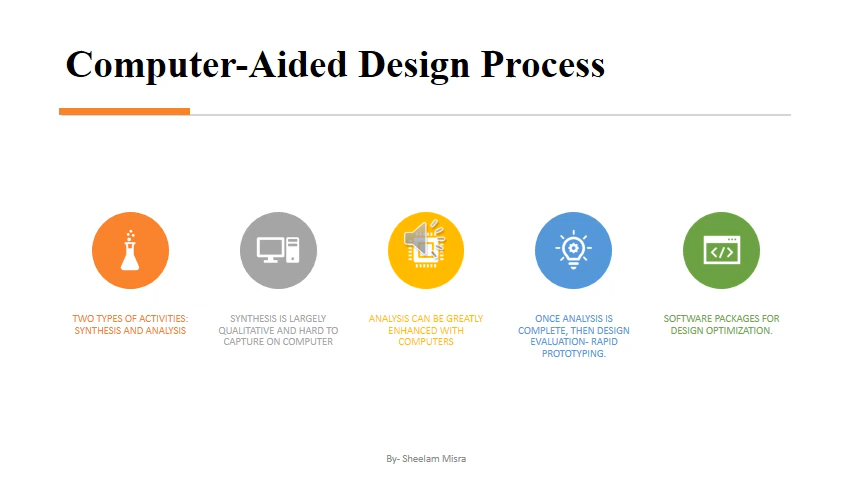 Computer-Aided Design Process
TWO TYPES OF ACTIVITIES:
SYNTHESIS AND ANALYSIS
SYNTHESIS IS LARGELY
QUALITATIVE AND HARD TO
CAPTURE ON COMPUTER
ANALYSIS CAN BE GREATLY
ENHANCED WITH
COMPUTERS
ONCE ANALYSIS IS
COMPLETE, THEN DESIGN
EVALUATION- RAPID
PROTOTYPING.
SOFTWARE PACKAGES FOR
DESIGN OPTIMIZATION.
By- Sheelam Misra